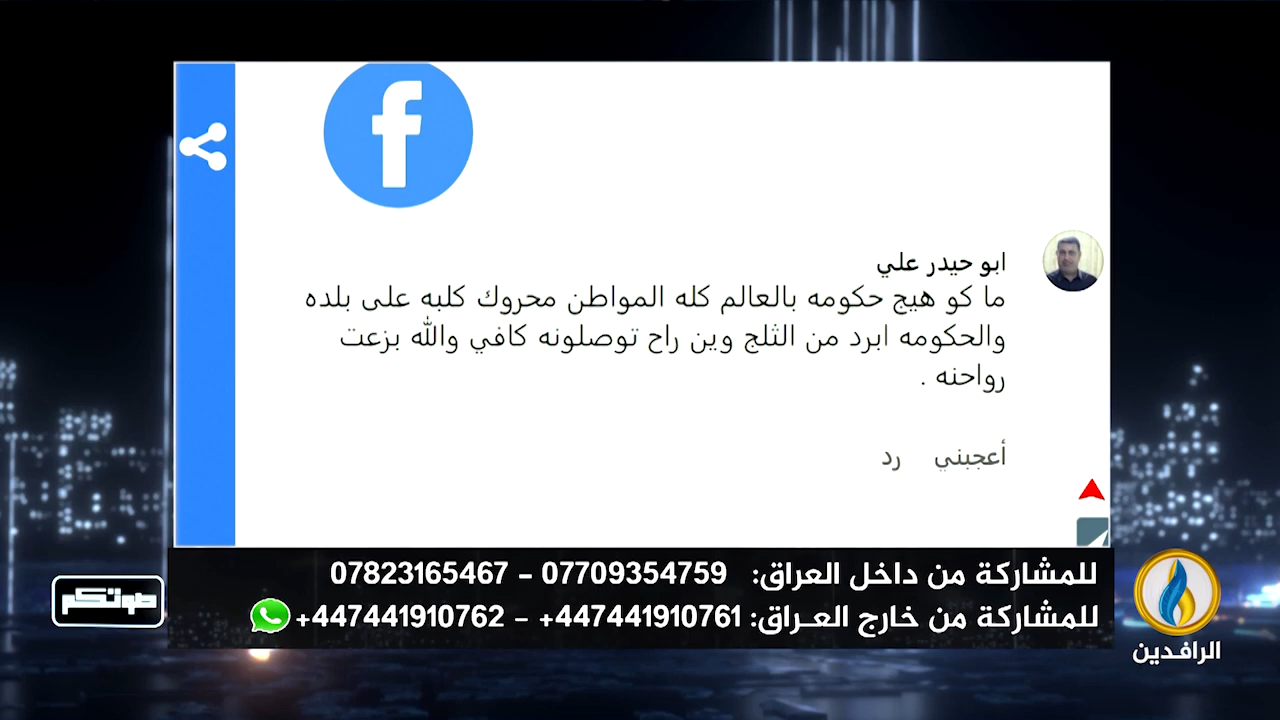 ابو حيدر علي
ما كو هيج حكومه بالعالم كله المواطن محروك كلبه على بلده
والحكومه ابرد من الثلج وين راح توصلونه كافي والله بزعت
رواحنه .
أعجبني رد
للمشاركة من داخل العراق: 07709354759 - 07823165467
للمشاركة من خارج العـراق: 447441910761+ - 447441910762+
صوتكم
الرافدين